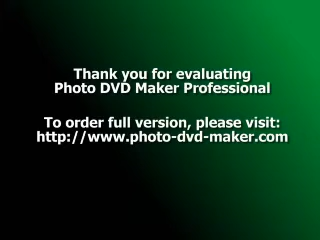 Thank you for evaluating
Photo DVD Maker Professional
To order full version, please visit:
http://www.photo-dvd-maker.com